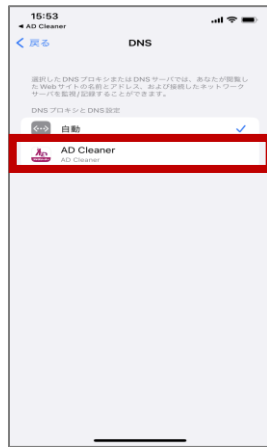 15:53
◀ AD Cleaner
戻る DNS
選択したDNSプロキシまたはDNSサーバでは、あなたが閲覧し
たWebサイトの名前とアドレス、および接続したネットワーク
サーバを監視/記録することができます。
DNSプロキシとDNS設定
自動
AD Cleaner
AD Cleaner